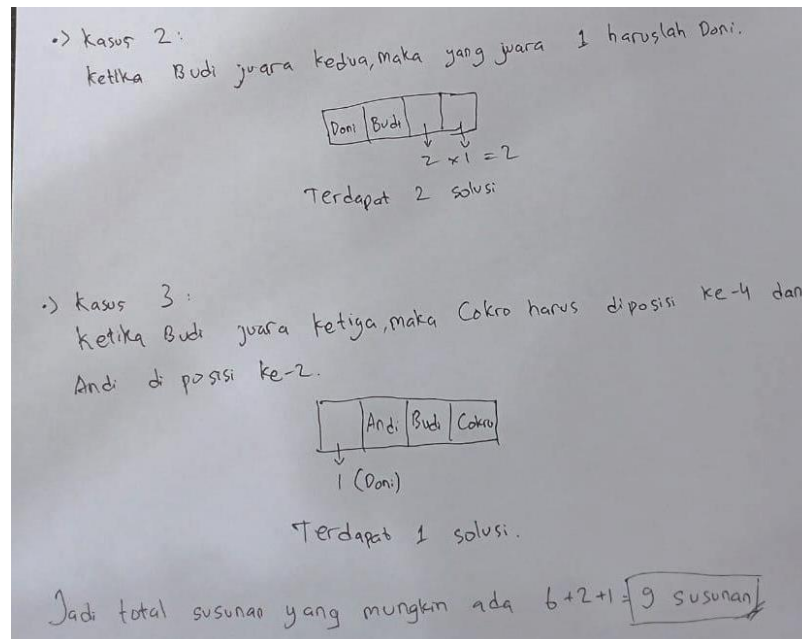 •) Kasus 2:
Ketika Budi juara kedua, maka yang juara 1 haruslah Doni.
Doni Budi
2 x 1 = 2
Terdapat 2 solusi
•) Kasus 3:
Ketika Budi juara ketiga, maka Cokro harus diposisi ke-4 dan
Andi di posisi ke-2.
Andi Budi Cokro
1 (Doni)
Terdapat 1 solusi.
Jadi total susunan yang mungkin ada 6+2+1= 9 susunan